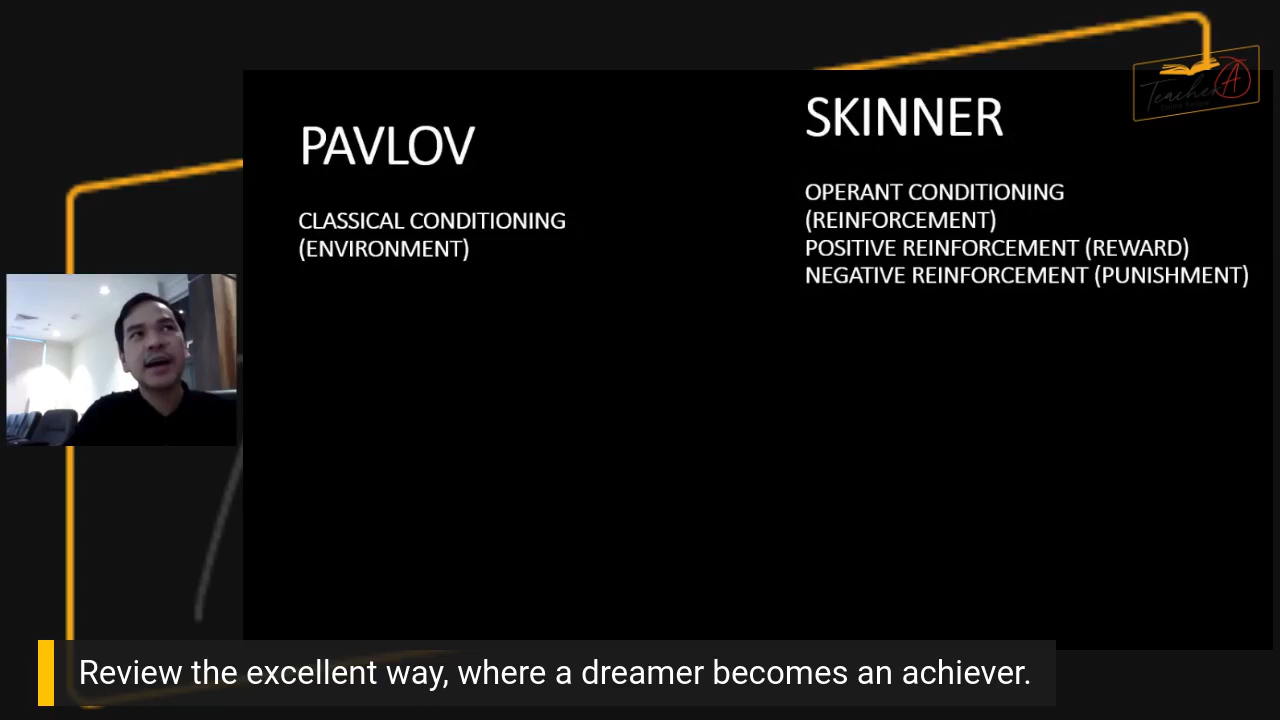 PAVLOV
CLASSICAL CONDITIONING
(ENVIRONMENT)
SKINNER
OPERANT CONDITIONING
(REINFORCEMENT)
POSITIVE REINFORCEMENT (REWARD)
NEGATIVE REINFORCEMENT (PUNISHMENT)
Teacher A
Review the excellent way, where a dreamer becomes an achiever.